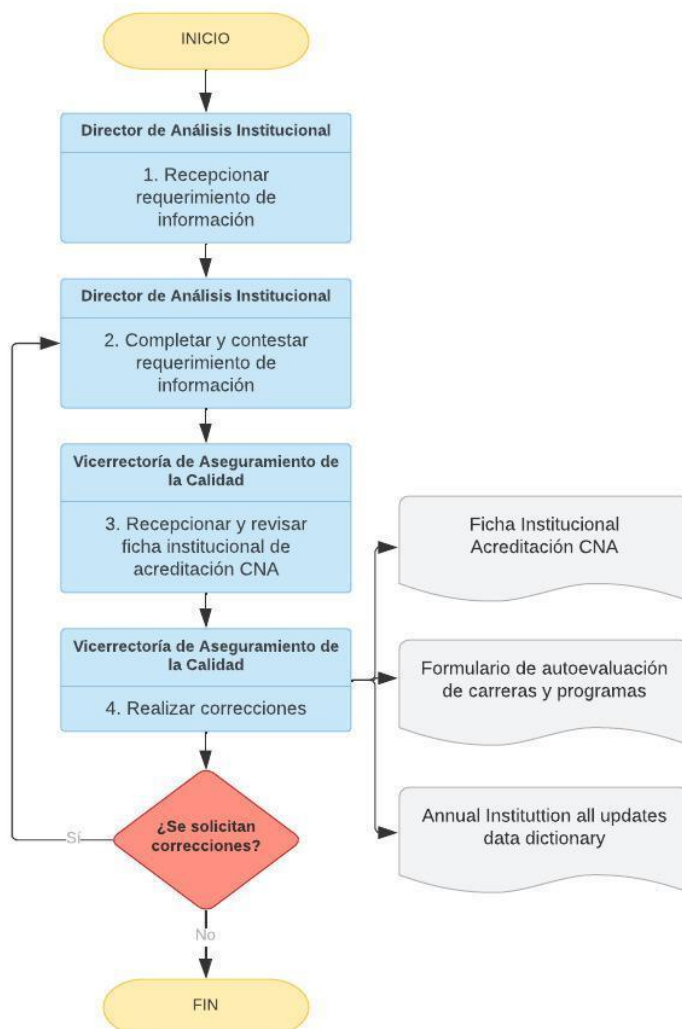 INICIO
Director de Análisis Institucional
1. Recepcionar
requerimiento de
información
Director de Análisis Institucional
2. Completar y contestar
requerimiento de
información
Vicerrectoría de Aseguramiento de
la Calidad
3. Recepcionar y revisar
ficha institucional de
acreditación CNA
Ficha Institucional
Acreditación CNA
Vicerrectoría de Aseguramiento de
la Calidad
4. Realizar correcciones
Formulario de autoevaluación
de carreras y programas
Annual Instituttion all updates
data dictionary
¿Se solicitan
correcciones?
Sí
No
FIN